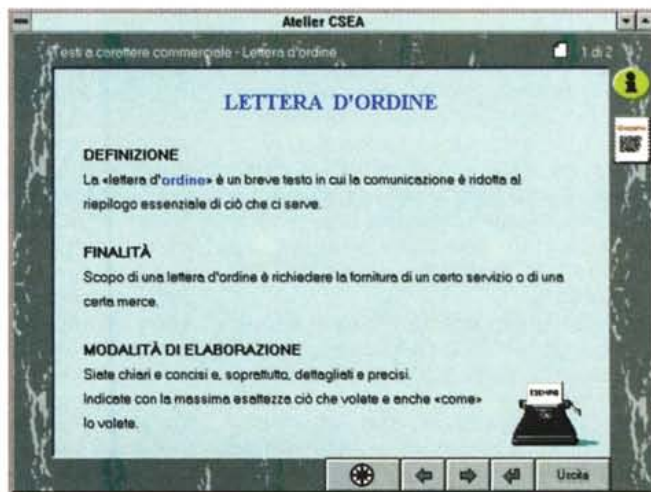 Atelier CSEA
Testi a carattere commerciale - Lettera d'ordine 1 di 2
LETTERA D'ORDINE
DEFINIZIONE
La «lettera d'ordine» è un breve testo in cui la comunicazione è ridotta al
riepilogo essenziale di ciò che ci serve.
FINALITÀ
Scopo di una lettera d'ordine è richiedere la fornitura di un certo servizio o di una
certa merce.
MODALITÀ DI ELABORAZIONE
Siate chiari e concisi e, soprattutto, dettagliati e precisi.
Indicate con la massima esattezza ciò che volete e anche «come»
lo volete.
ESEMPIO
Uscita